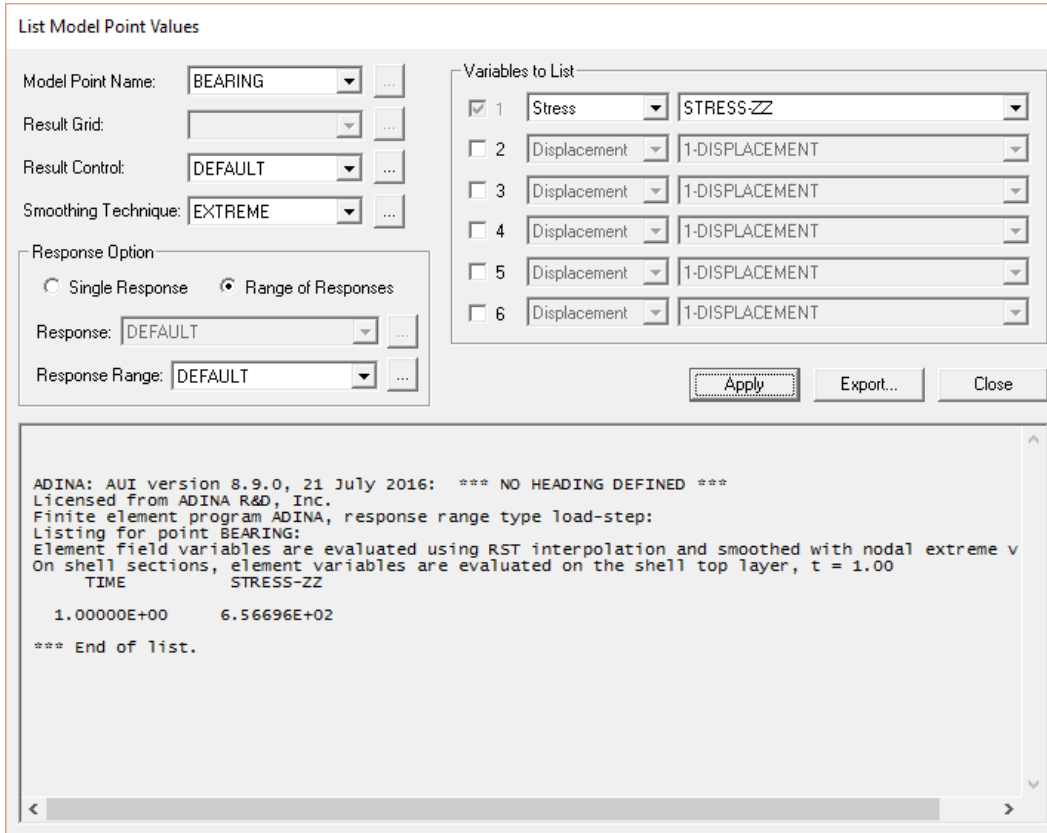 List Model Point Values
Model Point Name: BEARING ...
Result Grid: ...
Result Control: DEFAULT ...
Smoothing Technique: EXTREME ...
Response Option
Single Response Range of Responses
Response: DEFAULT ...
Response Range: DEFAULT ...
Variables to List
1 Stress STRESS-ZZ
2 Displacement 1-DISPLACEMENT
3 Displacement 1-DISPLACEMENT
4 Displacement 1-DISPLACEMENT
5 Displacement 1-DISPLACEMENT
6 Displacement 1-DISPLACEMENT
Apply Export... Close
ADINA: AUI version 8.9.0, 21 July 2016: *** NO HEADING DEFINED ***
Licensed from ADINA R&D, Inc.
Finite element program ADINA, response range type load-step:
Listing for point BEARING:
Element field variables are evaluated using RST interpolation and smoothed with nodal extreme v
On shell sections, element variables are evaluated on the shell top layer, t = 1.00
TIME STRESS-ZZ
1.00000E+00 6.56696E+02
*** End of list.